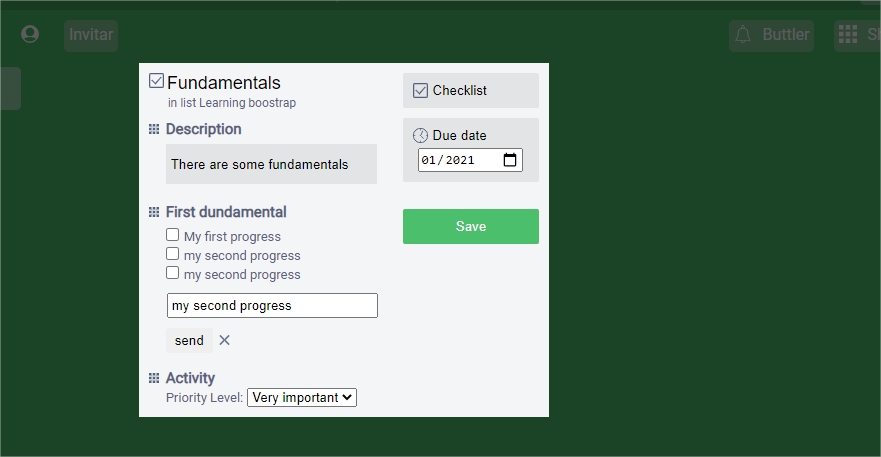 Invitar
Buttler
Fundamentals
in list Learning boostrap
Description
There are some fundamentals
First dundamental
My first progress
my second progress
my second progress
my second progress
send
Activity
Priority Level: Very important
Checklist
Due date
01/2021
Save